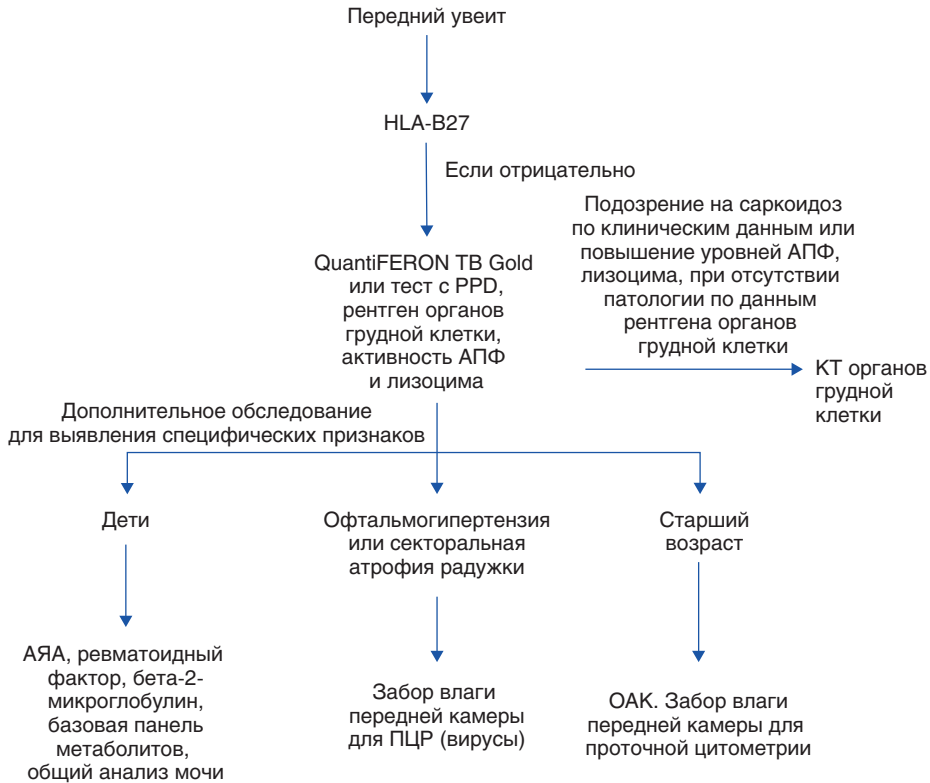 Передний увеит
HLA-B27
Если отрицательно
QuantiFERON TB Gold
или тест с PPD,
рентген органов
грудной клетки,
активность АПФ
и лизоцима
Подозрение на саркоидоз
по клиническим данным или
повышение уровней АПФ,
лизоцима, при отсутствии
патологии по данным
рентгена органов
грудной клетки
КТ органов
грудной
клетки
Дополнительное обследование
для выявления специфических признаков
Дети
Офтальмогипертензия
или секторальная
атрофия радужки
Старший
возраст
АЯА, ревматоидный
фактор, бета-2-
микроглобулин,
базовая панель
метаболитов,
общий анализ мочи
Забор влаги
передней камеры
для ПЦР (вирусы)
ОАК. Забор влаги
передней камеры для
проточной цитометрии